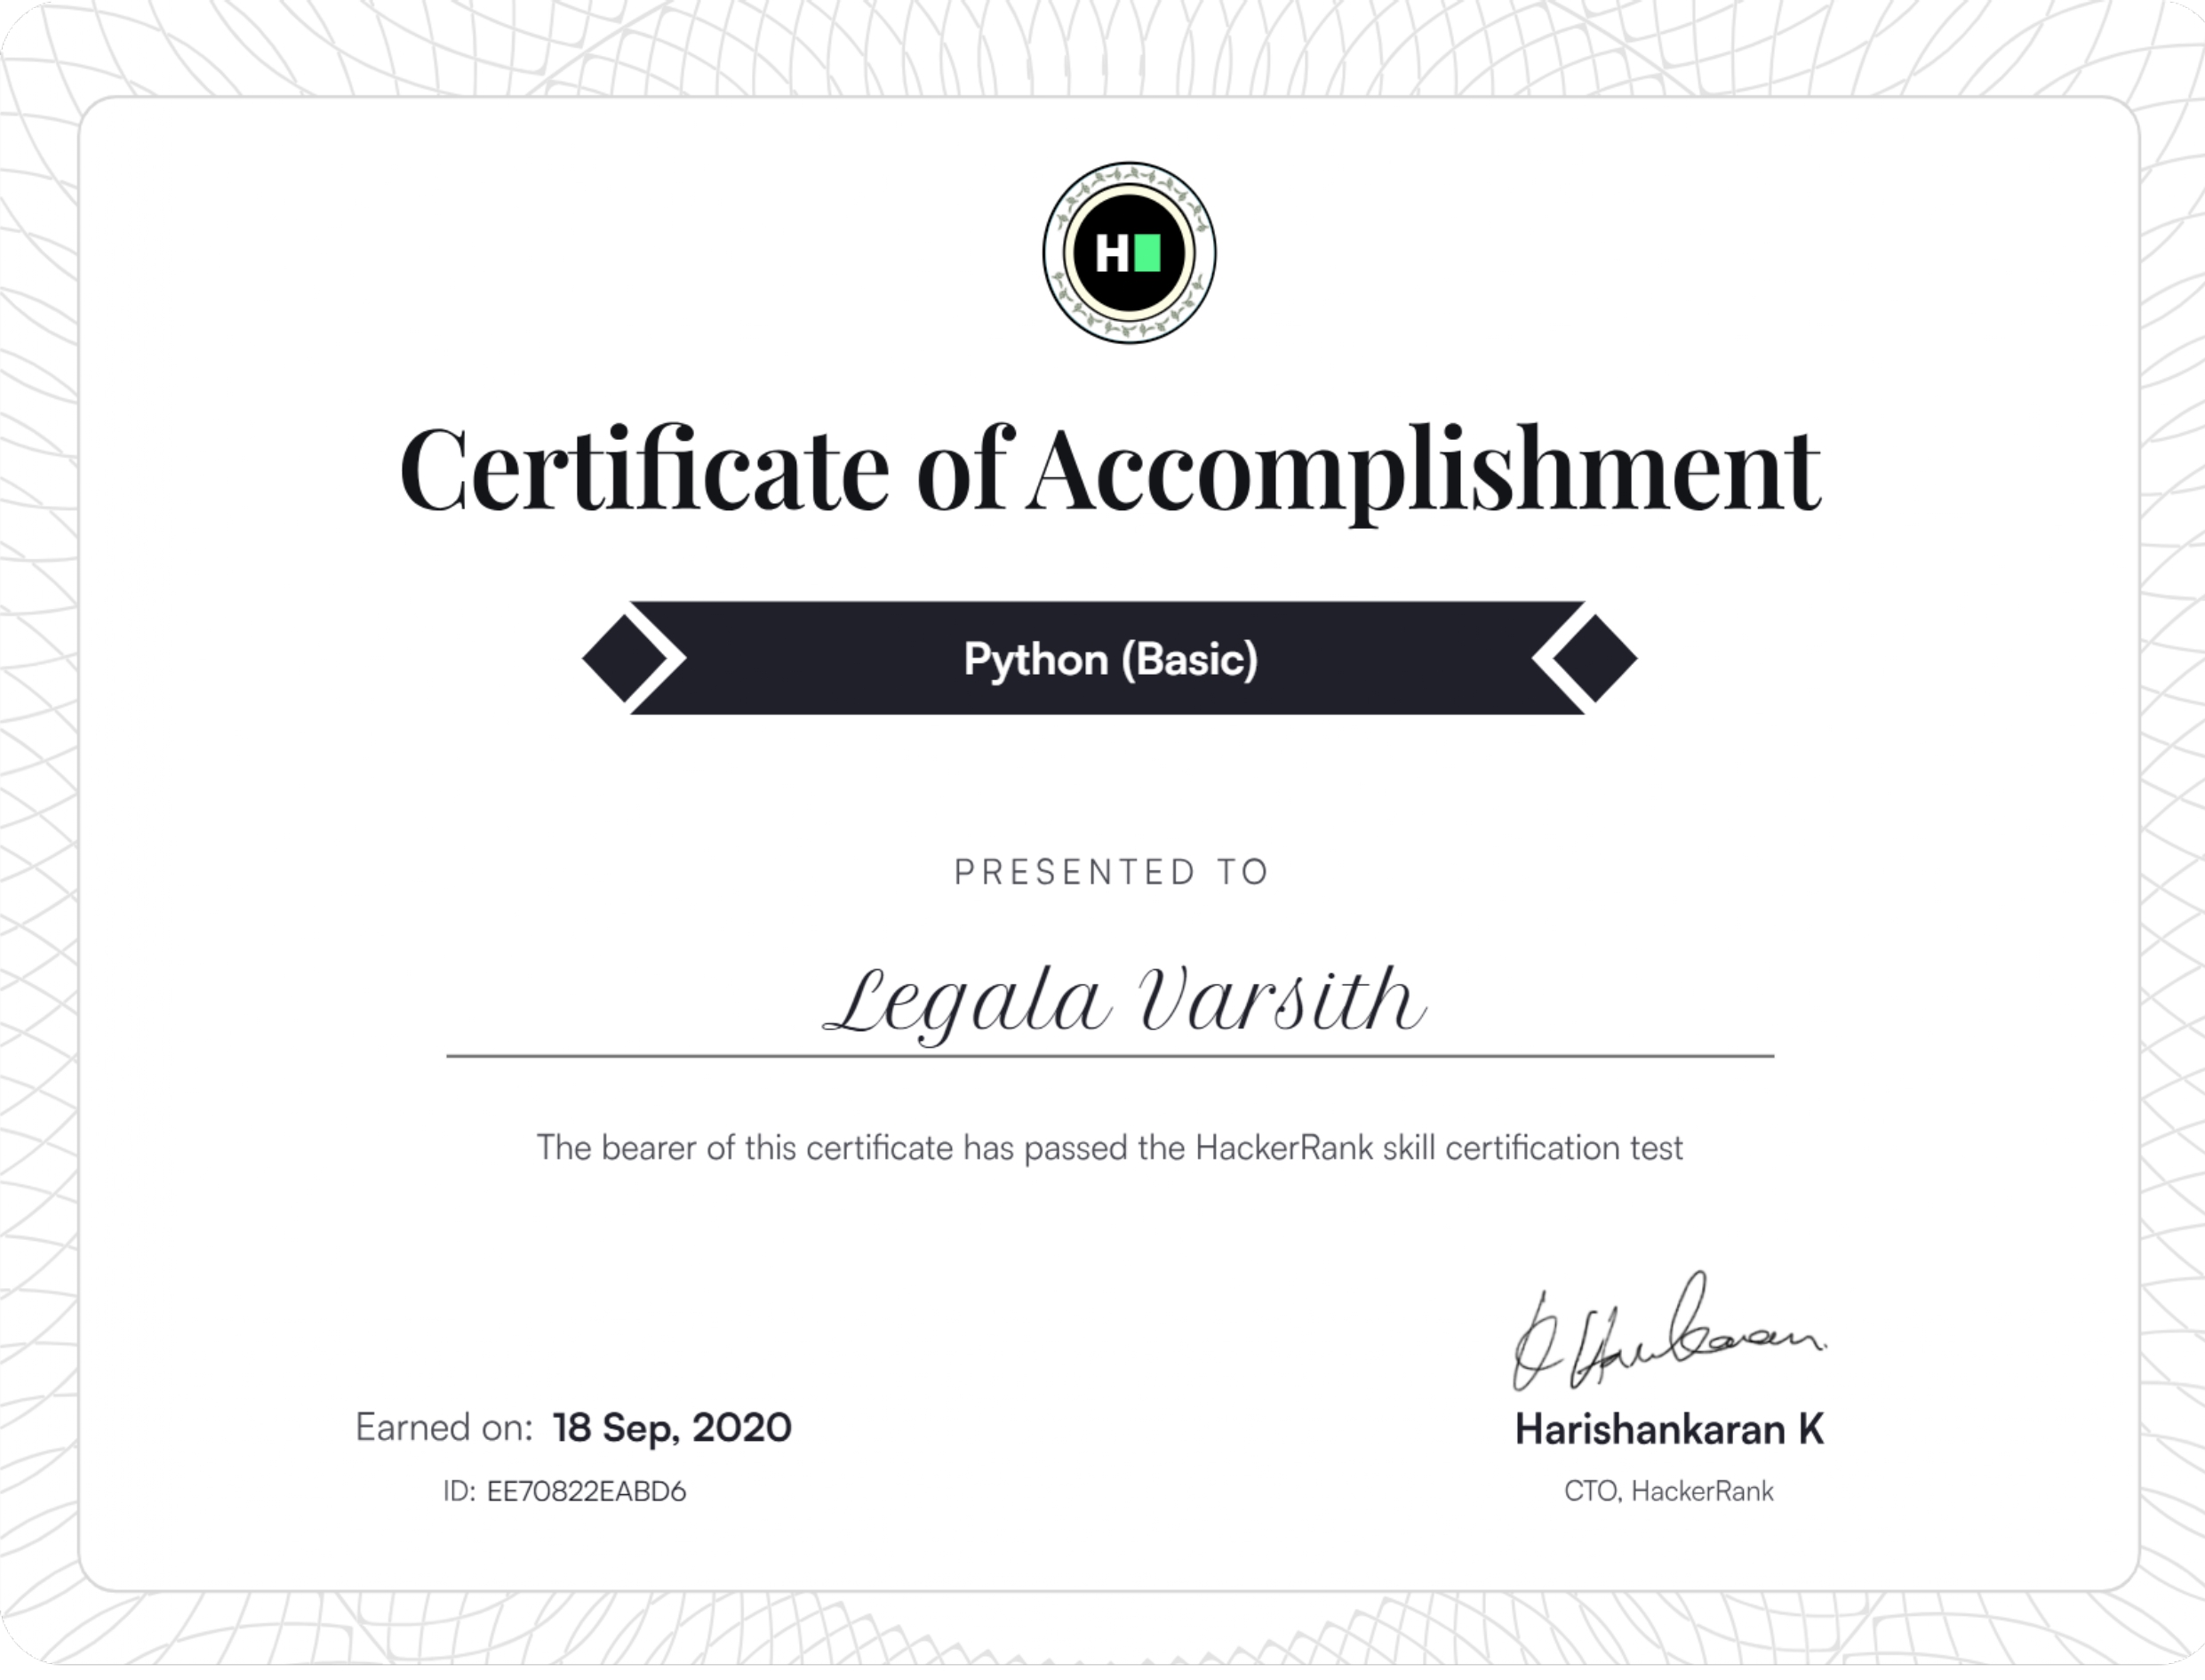 H
Certificate of Accomplishment
Python (Basic)
PRESENTED TO
Legala Varsith
The bearer of this certificate has passed the HackerRank skill certification test
Earned on: 18 Sep, 2020
ID: EE70822EABD6
Harishankaran K
CTO, HackerRank